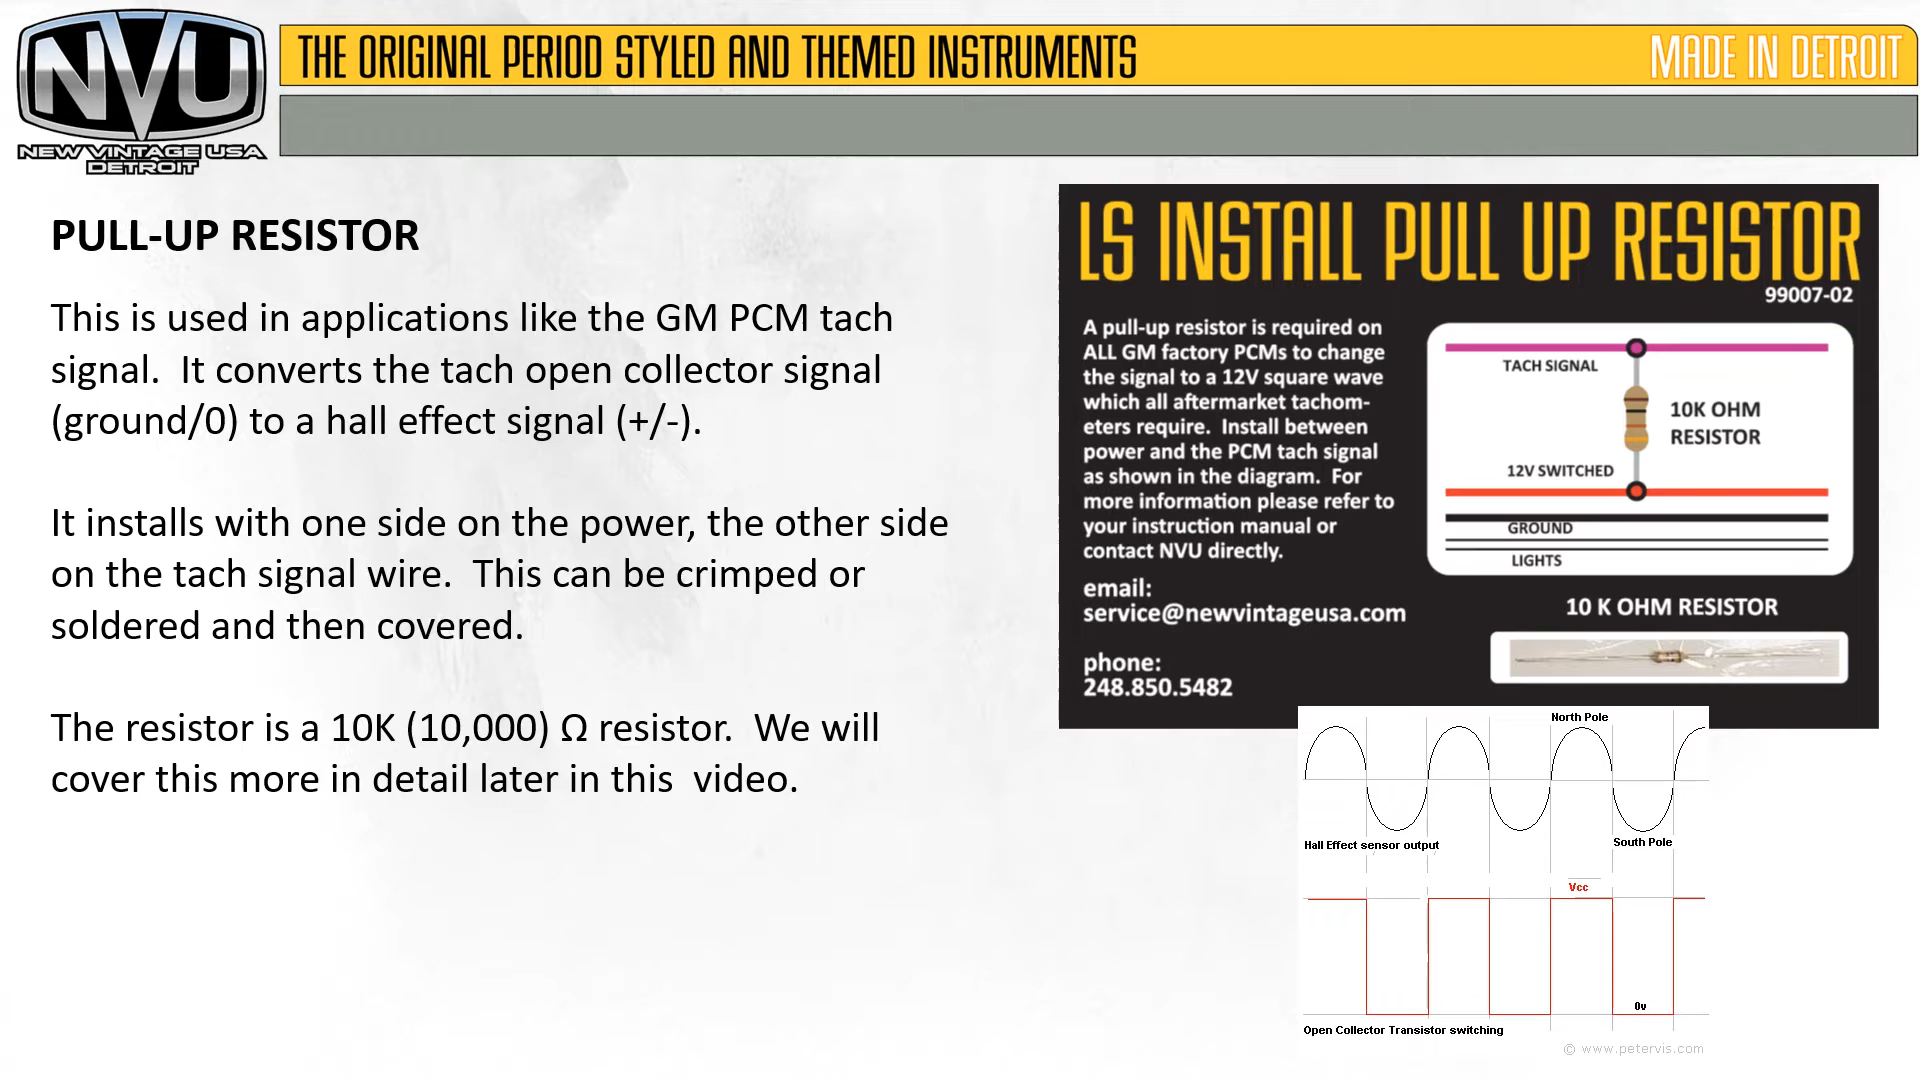 NVU
NEW VINTAGE USA
DETROIT
THE ORIGINAL PERIOD STYLED AND THEMED INSTRUMENTS
MADE IN DETROIT
PULL-UP RESISTOR
This is used in applications like the GM PCM tach
signal.  It converts the tach open collector signal
(ground/0) to a hall effect signal (+/-).
It installs with one side on the power, the other side
on the tach signal wire.  This can be crimped or
soldered and then covered.
The resistor is a 10K (10,000) Ω resistor.  We will
cover this more in detail later in this  video.
LS INSTALL PULL UP RESISTOR
99007-02
A pull-up resistor is required on
ALL GM factory PCMs to change
the signal to a 12V square wave
which all aftermarket tachom-
eters require.  Install between
power and the PCM tach signal
as shown in the diagram.  For
more information please refer to
your instruction manual or
contact NVU directly.
email:
service@newvintageusa.com
phone:
248.850.5482
TACH SIGNAL
10K OHM
RESISTOR
12V SWITCHED
GROUND
LIGHTS
10 K OHM RESISTOR
North Pole
Hall Effect sensor output
South Pole
Vcc
0v
Open Collector Transistor switching
© www.petervis.com